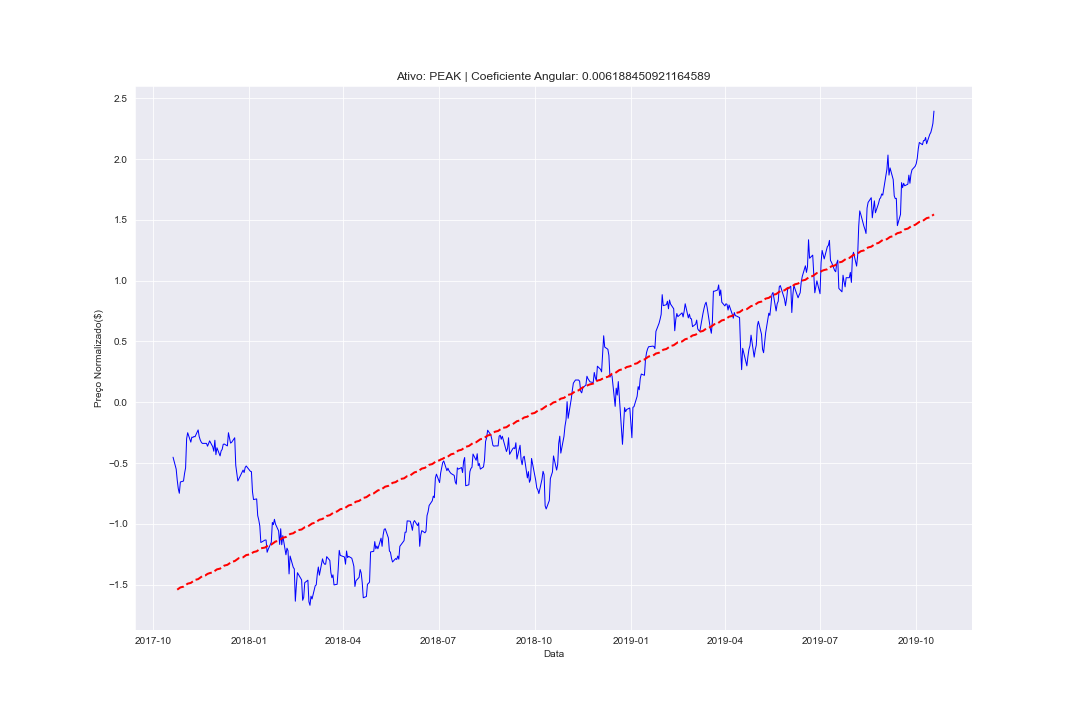 Ativo: PEAK | Coeficiente Angular: 0.006188450921164589
Preço Normalizado($)
2.5
2.0
1.5
1.0
0.5
0.0
−0.5
−1.0
−1.5
2017-10 2018-01 2018-04 2018-07 2018-10 2019-01 2019-04 2019-07 2019-10
Data